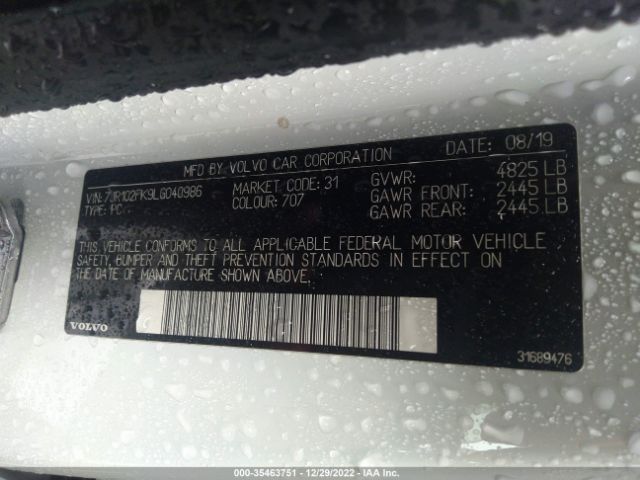 MFD BY VOLVO CAR CORPORATION DATE: 08/19
VIN: 7JR102FK9LG040986 MARKET CODE: 31 GVWR: 4825 LB
TYPE: PC COLOUR: 707 GAWR FRONT: 2445 LB
GAWR REAR: 2445 LB
THIS VEHICLE CONFORMS TO ALL APPLICABLE FEDERAL MOTOR VEHICLE
SAFETY, BUMPER AND THEFT PREVENTION STANDARDS IN EFFECT ON
THE DATE OF MANUFACTURE SHOWN ABOVE.
VOLVO
31689476
000-35463751 — 12/29/2022 — IAA Inc.